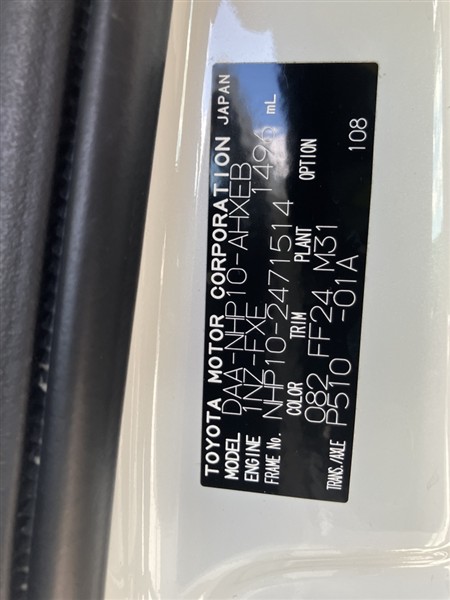 TOYOTA MOTOR CORPORATION JAPAN
MODEL DAA-NHP10-AHXEB
ENGINE 1NZ-FXE 1496 mL
FRAME No. NHP10-2471514
COLOR TRIM PLANT OPTION
082 FF24 M31 108
TRANS./AXLE P510 -01A